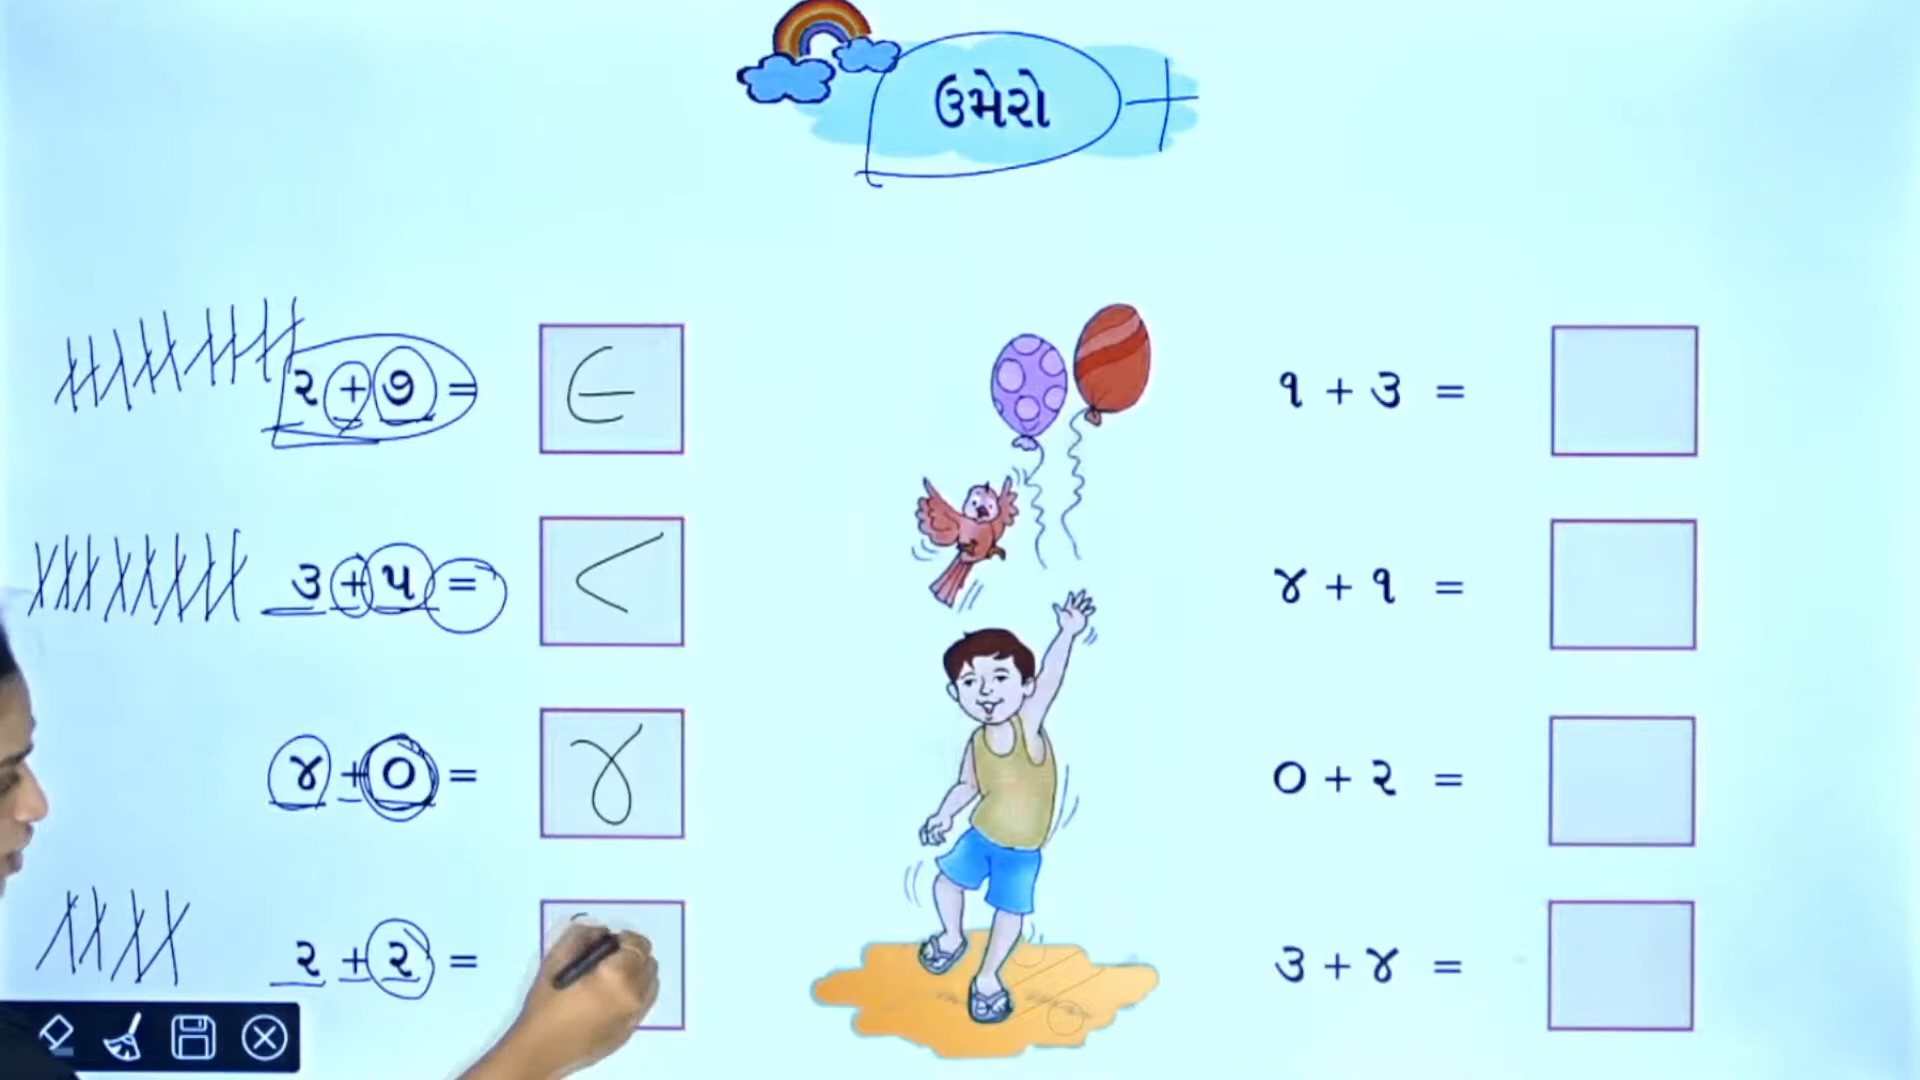 ઉમેરો +
૨ + ૭ = ૯
૩ + ૫ = ૮
૪ + ૦ = ૪
૨ + ૨ =
૧ + ૩ =
૪ + ૧ =
૦ + ૨ =
૩ + ૪ =